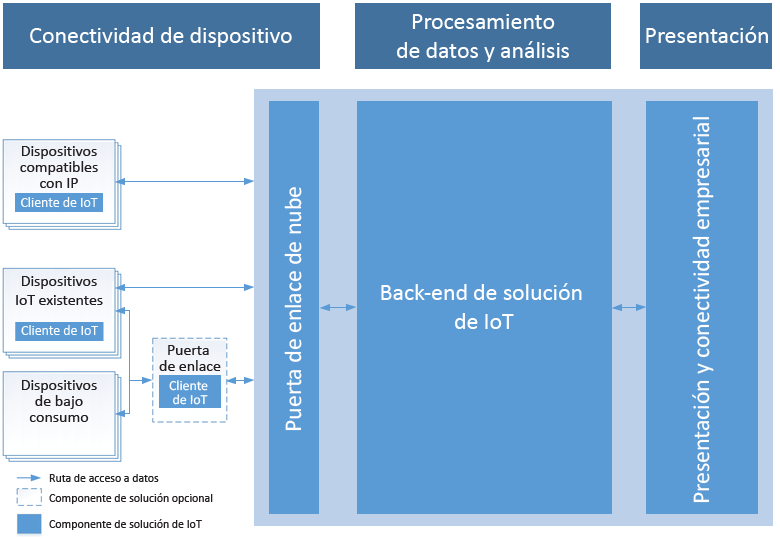 Conectividad de dispositivo
Procesamiento
de datos y análisis
Presentación
Dispositivos
compatibles
con IP
Cliente de IoT
Dispositivos
IoT existentes
Cliente de IoT
Dispositivos
de bajo
consumo
Puerta
de enlace
Cliente
de IoT
Puerta de enlace de nube
Back-end de solución
de IoT
Presentación y conectividad empresarial
Ruta de acceso a datos
Componente de solución opcional
Componente de solución de IoT